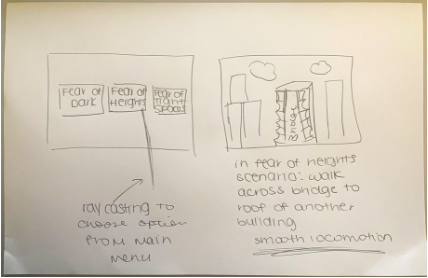 Fear of
Dark
Fear of
Heights
Fear of
tight
spaces
ray casting to
choose option
from main
menu
Bridge
in fear of heights
scenario: walk
across bridge to
roof of another
building
smooth locomotion